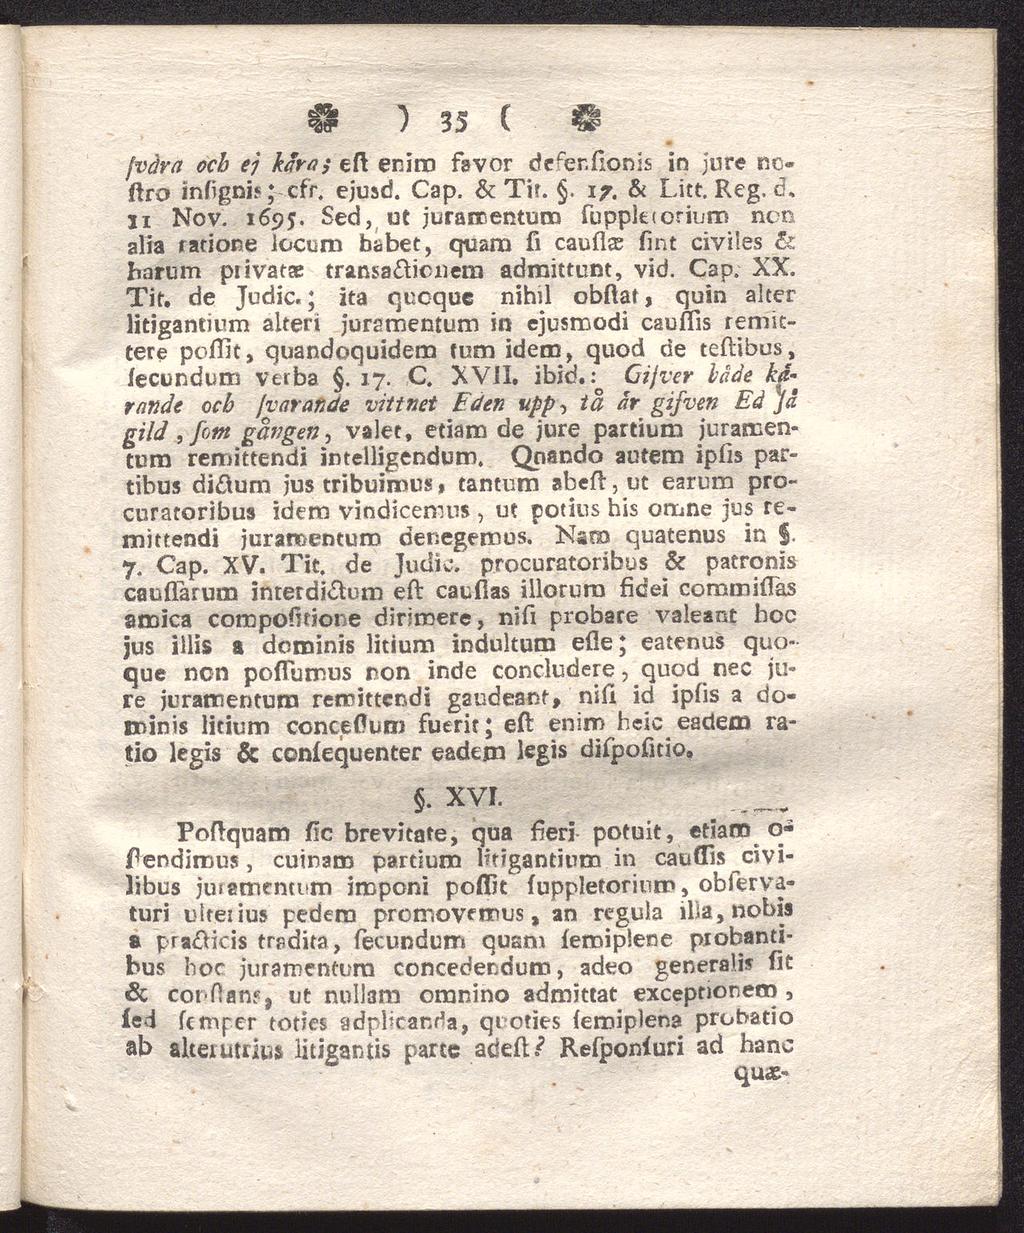 ) 35 (
ſvàra och ej kära; eſt enim favor defenſionis in jure no-
ſtro inſignis; cfr. ejusd. Cap. & Tit. §. 17. & Litt. Reg. d.
11 Nov. 1695. Sed, ut juramentum ſuppletorium non
alia ratione locum habet, quam ſi cauſſæ ſint civiles &
harum privatæ transactionem admittunt, vid. Cap. XX.
Tit. de Judic.; ita quoque nihil obſtat, quin alter
litigantium alteri juramentum in ejusmodi cauſſis remit-
tere poſſit, quandoquidem tum idem, quod de teſtibus,
ſecundum verba §. 17. C. XVII. ibid.: Giſver både kä-
rande och ſvarande vittnet Eden upp, tå är gifven Ed ſå
gild, ſom gången, valet, etiam de jure partium juramen-
tum remittendi intelligendum. Quando autem ipſis par-
tibus dictum jus tribuimus, tantum abeſt, ut earum pro-
curatoribus idem vindicemus, ut potius his omne jus re-
mittendi juramentum denegemus. Nam quatenus in §.
7. Cap. XV. Tit. de Judic. procuratoribus & patronis
cauſſarum interdictum eſt cauſſas illorum fidei commiſſas
amica compoſitione dirimere, niſi probare valeant hoc
jus illis a dominis litium indultum eſſe; eatenus quo-
que non poſſumus non inde concludere, quod nec ju-
re juramentum remittendi gaudeant, niſi id ipſis a do-
minis litium conceſſum fuerit; eſt enim heic eadem ra-
tio legis & conſequenter eadem legis diſpoſitio.
§. XVI.
Poſtquam ſic brevitate, qua fieri potuit, etiam o-
ſtendimus, cuinam partium litigantium in cauſſis civi-
libus juramentum imponi poſſit ſuppletorium, obſerva-
turi ulterius pedem promovemus, an regula illa, nobis
a practicis tradita, ſecundum quam ſemiplene probanti-
bus hoc juramentum concedendum, adeo generalis ſit
& conſtans, ut nullam omnino admittat exceptionem,
ſed ſemper toties adplicanda, quoties ſemiplena probatio
ab alterutrius litigantis parte adeſt? Reſponſuri ad hanc
quæ-